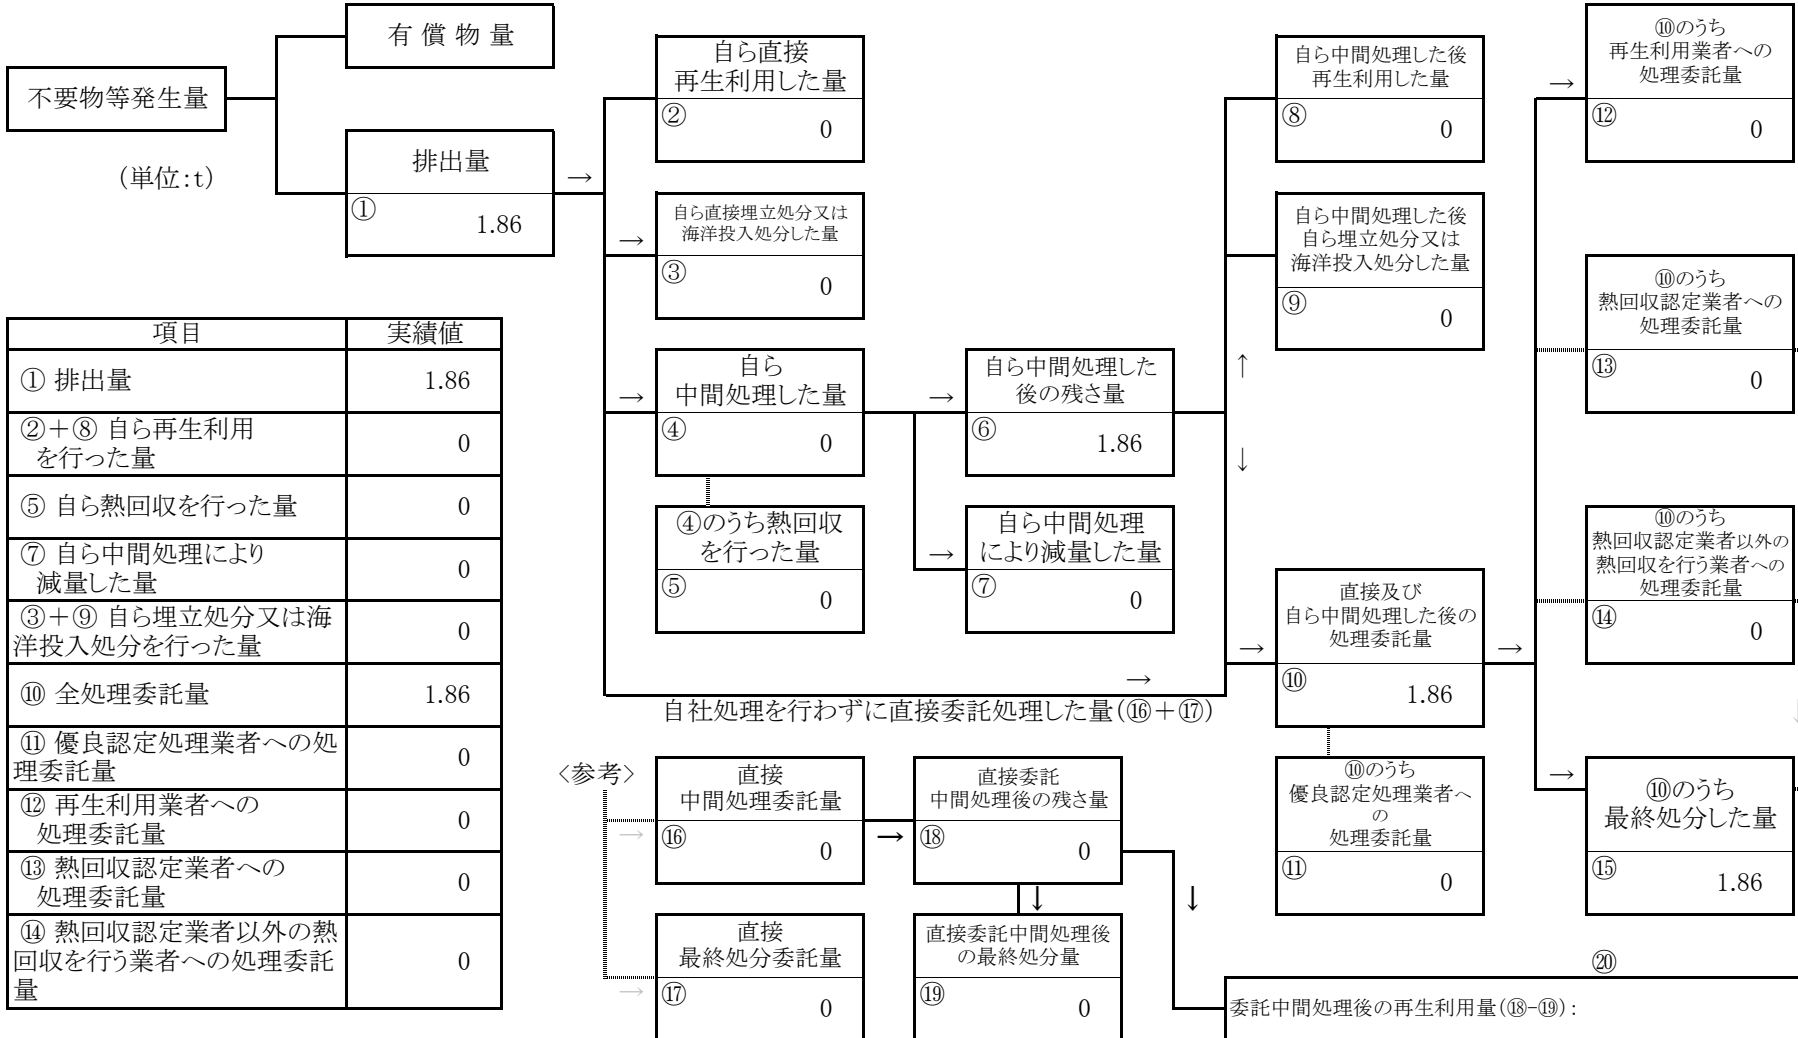 有償物量
不要物等発生量
(単位:t)
排出量
①
1.86
→
自ら直接
再生利用した量
②
0
→
自ら直接埋立処分又は
海洋投入処分した量
③
0
→
自ら
中間処理した量
④
0
④のうち熱回収
を行った量
⑤
0
→
自ら中間処理した
後の残さ量
⑥
1.86
→
自ら中間処理
により減量した量
⑦
0
自ら中間処理した後
再生利用した量
⑧
0
自ら中間処理した後
自ら埋立処分又は
海洋投入処分した量
⑨
0
↑
↓
→
自社処理を行わずに直接委託処理した量(⑯+⑰)
→
直接及び
自ら中間処理した後の
処理委託量
⑩
1.86
⑩のうち
優良認定処理業者へ
の
処理委託量
⑪
0
→
→
⑩のうち
再生利用業者への
処理委託量
⑫
0
⑩のうち
熱回収認定業者への
処理委託量
⑬
0
⑩のうち
熱回収認定業者以外の
熱回収を行う業者への
処理委託量
⑭
0
→
⑩のうち
最終処分した量
⑮
1.86
項目 実績値
① 排出量 1.86
②+⑧ 自ら再生利用
を行った量 0
⑤ 自ら熱回収を行った量 0
⑦ 自ら中間処理により
減量した量 0
③+⑨ 自ら埋立処分又は海
洋投入処分を行った量 0
⑩ 全処理委託量 1.86
⑪ 優良認定処理業者への処
理委託量 0
⑫ 再生利用業者への
処理委託量 0
⑬ 熱回収認定業者への
処理委託量 0
⑭ 熱回収認定業者以外の熱
回収を行う業者への処理委託
量 0
<参考>
→
直接
中間処理委託量
⑯
0
→
直接委託
中間処理後の残さ量
⑱
0
↓
↓
→
直接
最終処分委託量
⑰
0
直接委託中間処理後
の最終処分量
⑲
0
⑳
委託中間処理後の再生利用量(⑱-⑲):